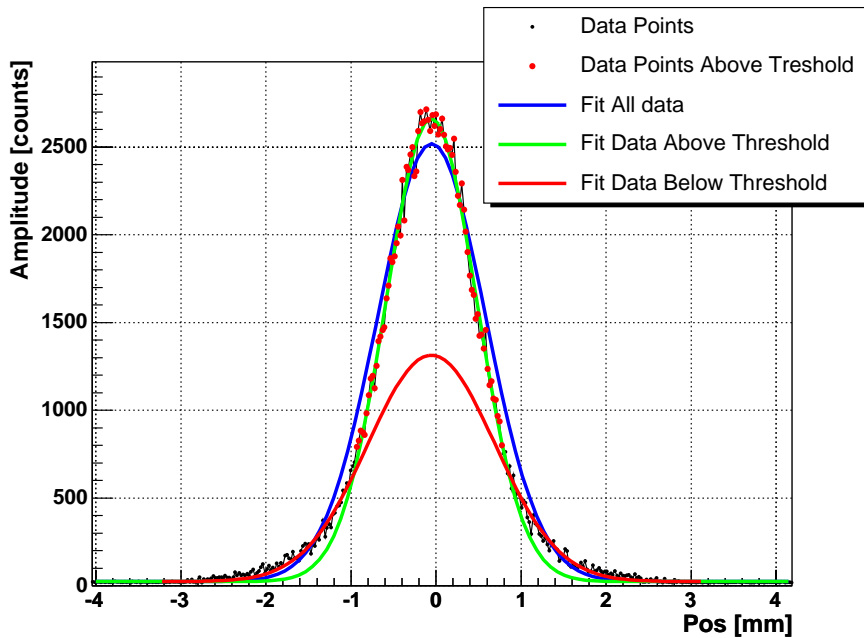 Data Points
Data Points Above Treshold
Fit All data
Fit Data Above Threshold
Fit Data Below Threshold
Amplitude [counts]
2500
2000
1500
1000
500
0
-4 -3 -2 -1 0 1 2 3 4
Pos [mm]